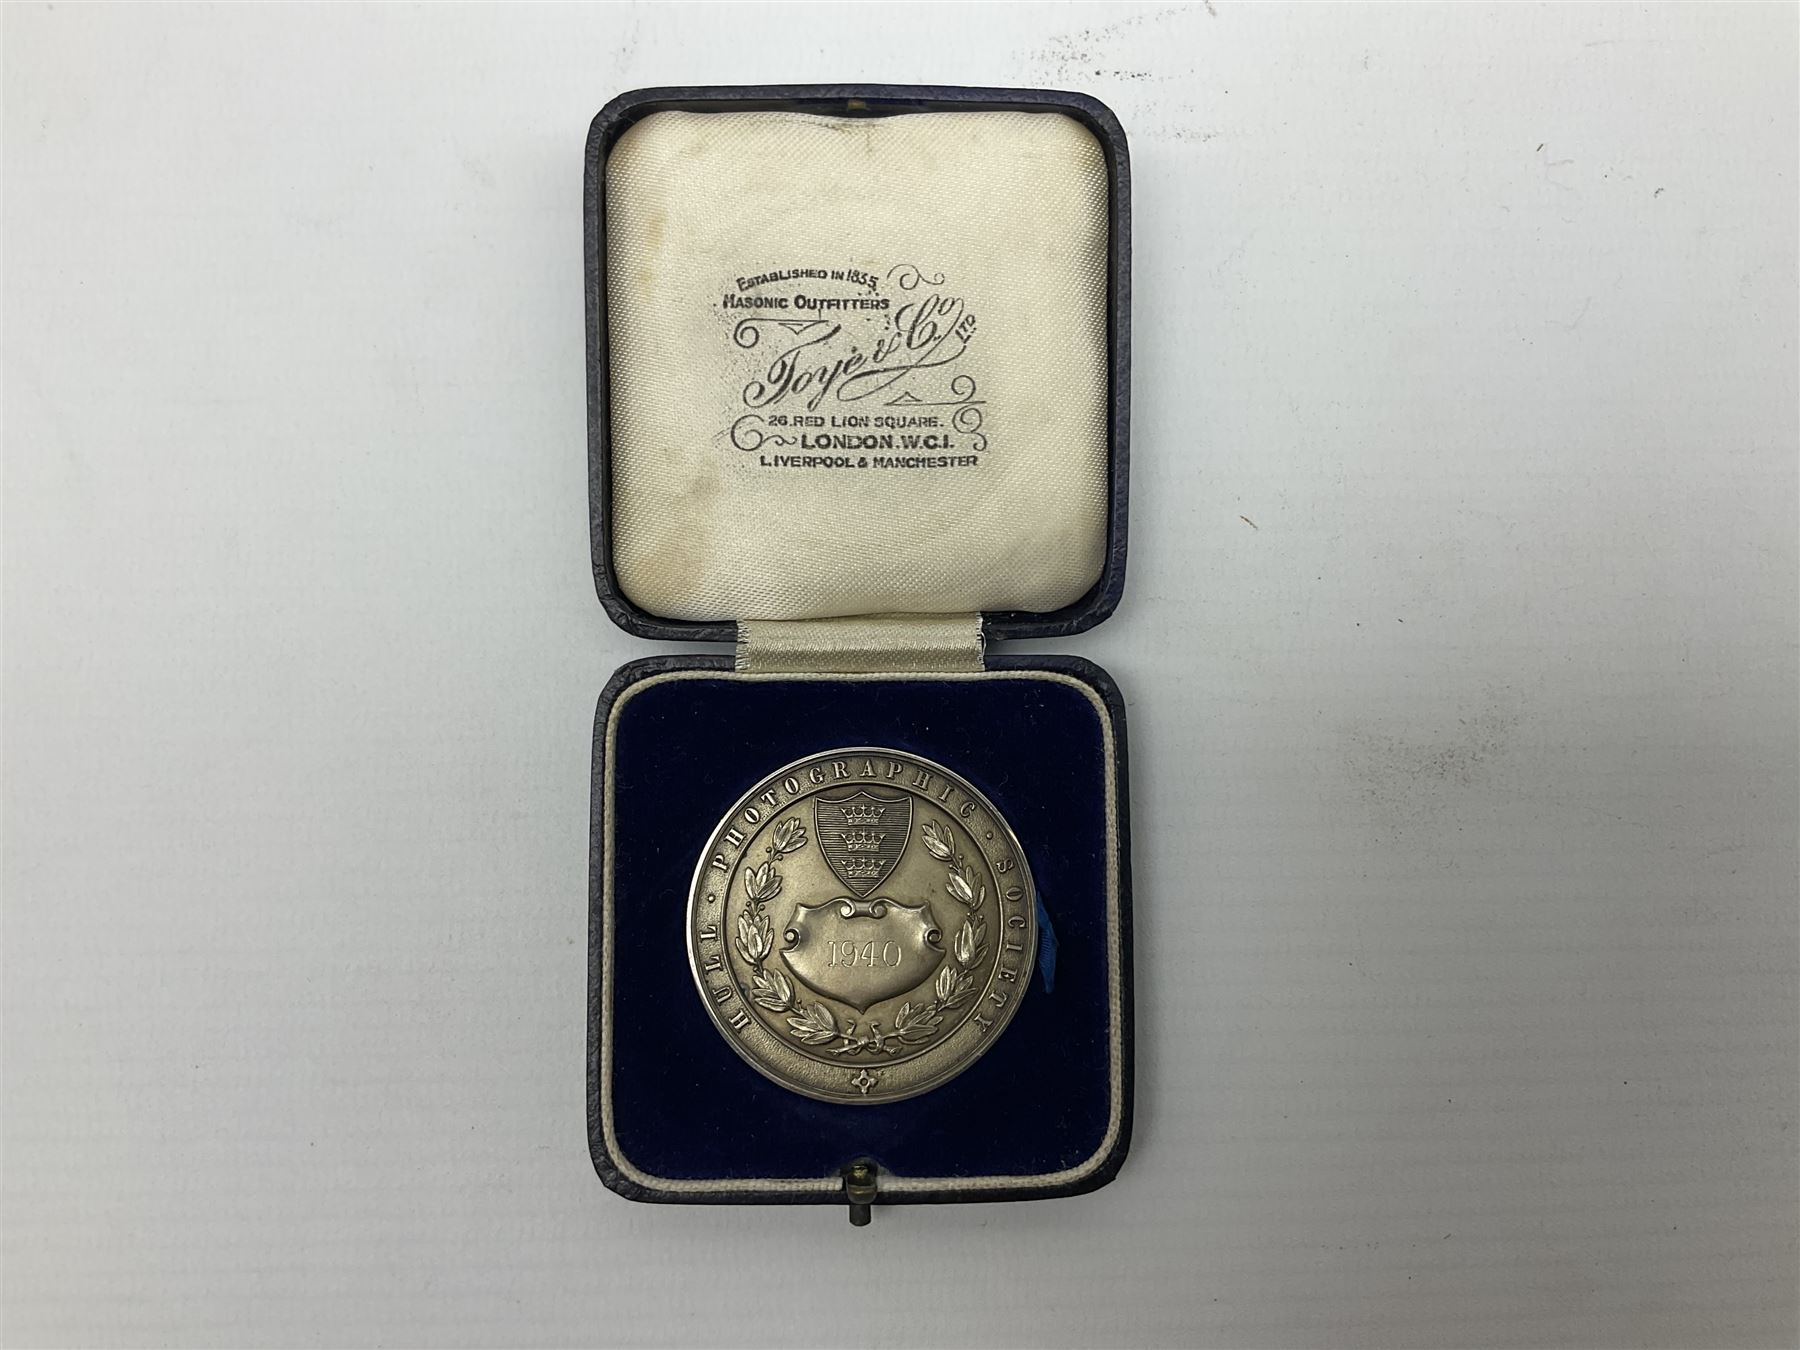 ESTABLISHED IN 1835,
MASONIC OUTFITTERS
Toye & Co. LTD
26. RED LION SQUARE.
LONDON. W.C.1.
LIVERPOOL & MANCHESTER
HULL · PHOTOGRAPHIC · SOCIETY
1940